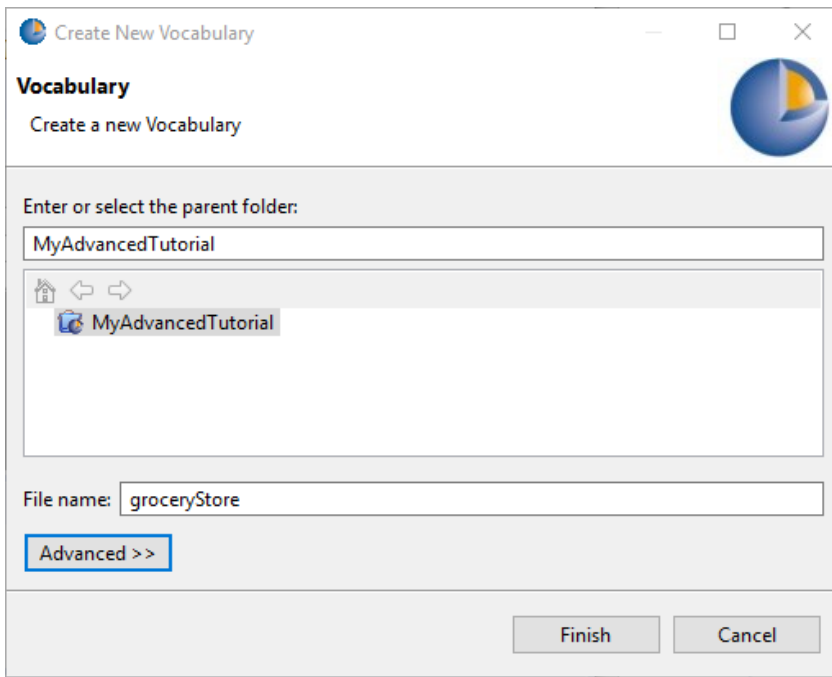 Create New Vocabulary
Vocabulary
Create a new Vocabulary
Enter or select the parent folder:
MyAdvancedTutorial
MyAdvancedTutorial
File name: groceryStore
Advanced >>
Finish Cancel